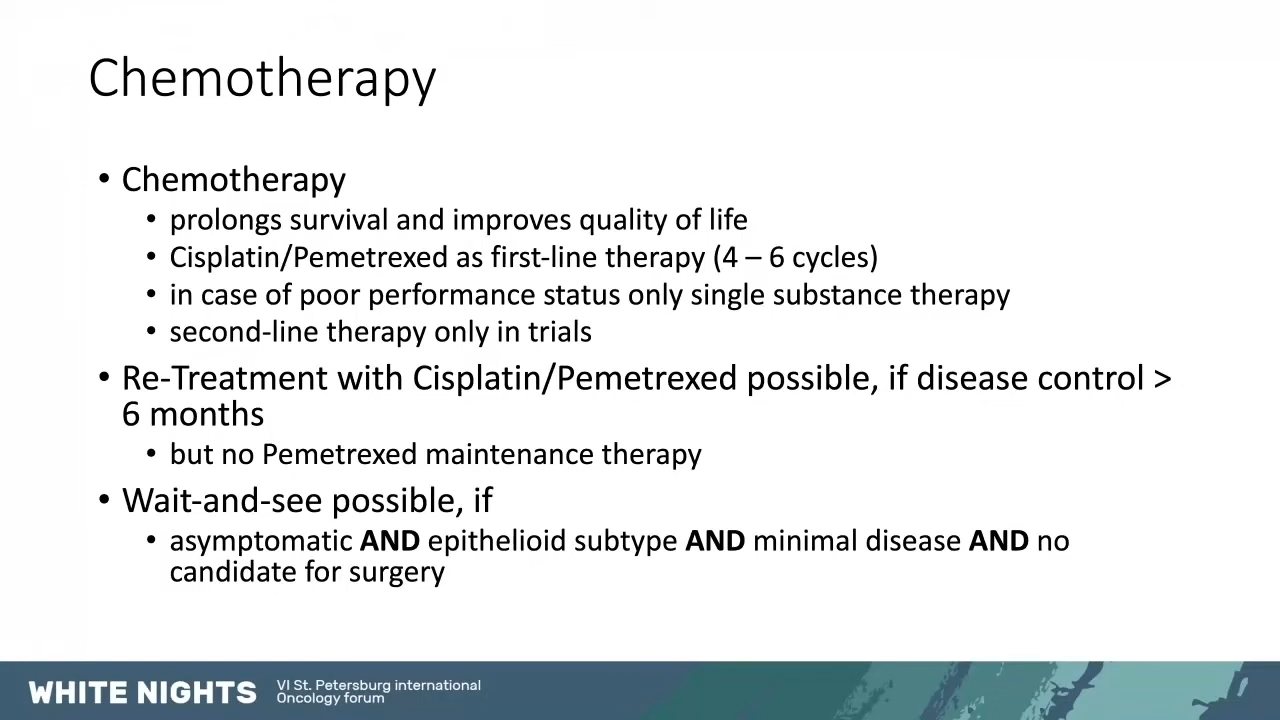 Chemotherapy
• Chemotherapy
• prolongs survival and improves quality of life
• Cisplatin/Pemetrexed as first-line therapy (4 – 6 cycles)
• in case of poor performance status only single substance therapy
• second-line therapy only in trials
• Re-Treatment with Cisplatin/Pemetrexed possible, if disease control >
6 months
• but no Pemetrexed maintenance therapy
• Wait-and-see possible, if
• asymptomatic AND epithelioid subtype AND minimal disease AND no
candidate for surgery
WHITE NIGHTS
VI St. Petersburg international
Oncology forum